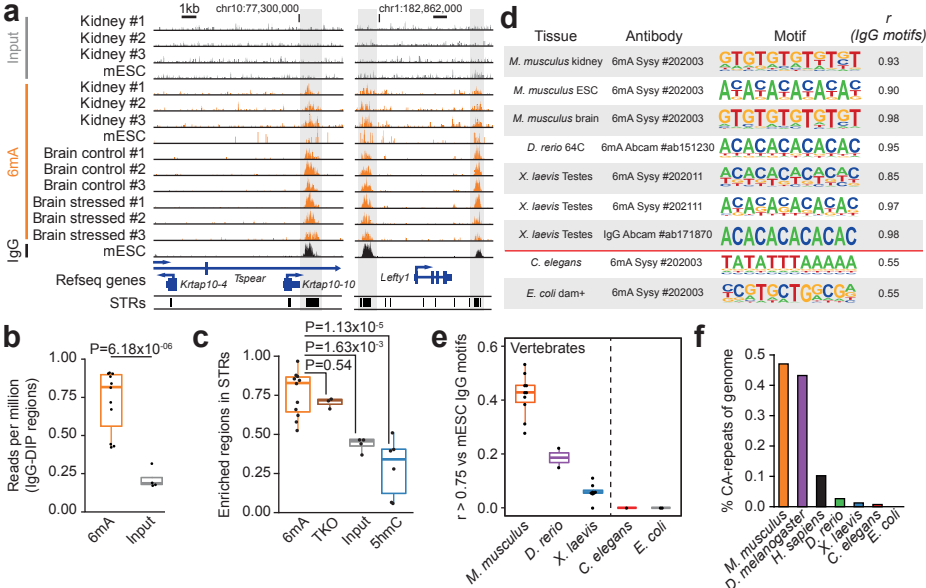 a
1kb
chr10:77,300,000
chr1:182,862,000
Input
Kidney #1
Kidney #2
Kidney #3
mESC
6mA
Kidney #1
Kidney #2
Kidney #3
mESC
Brain control #1
Brain control #2
Brain control #3
Brain stressed #1
Brain stressed #2
Brain stressed #3
IgG
mESC
Refseq genes
Krtap10-4
Tspear
Krtap10-10
Lefty1
STRs
d
r
Tissue Antibody Motif (IgG motifs)
M. musculus kidney 6mA Sysy #202003 GTGTGTGTTTCT 0.93
M. musculus ESC 6mA Sysy #202003 ACACACACACAC 0.90
M. musculus brain 6mA Sysy #202003 GTGTGTGTGTGT 0.98
D. rerio 64C 6mA Abcam #ab151230 ACACACACACAC 0.95
X. laevis Testes 6mA Sysy #202011 ACACACACACAC 0.85
X. laevis Testes 6mA Sysy #202111 ACACACACACAC 0.97
X. laevis Testes IgG Abcam #ab171870 ACACACACACAC 0.98
C. elegans 6mA Sysy #202003 TATATTTAAAAA 0.55
E. coli dam+ 6mA Sysy #202003 CCGTGCTGGCGA 0.55
b
P=6.18x10-06
Reads per million
(IgG-DIP regions)
1.00
0.75
0.50
0.25
0.00
6mA
Input
c
P=1.13x10-5
P=1.63x10-3
P=0.54
Enriched regions in STRs
1.00
0.75
0.50
0.25
0.00
6mA
TKO
Input
5hmC
e
Vertebrates
r > 0.75 vs mESC IgG motifs
0.6
0.4
0.2
0.0
M. musculus
D. rerio
X. laevis
C. elegans
E. coli
f
% CA-repeats of genome
0.5
0.4
0.3
0.2
0.1
0.0
M. musculus
D. melanogaster
H. sapiens
D. rerio
X. laevis
C. elegans
E. coli